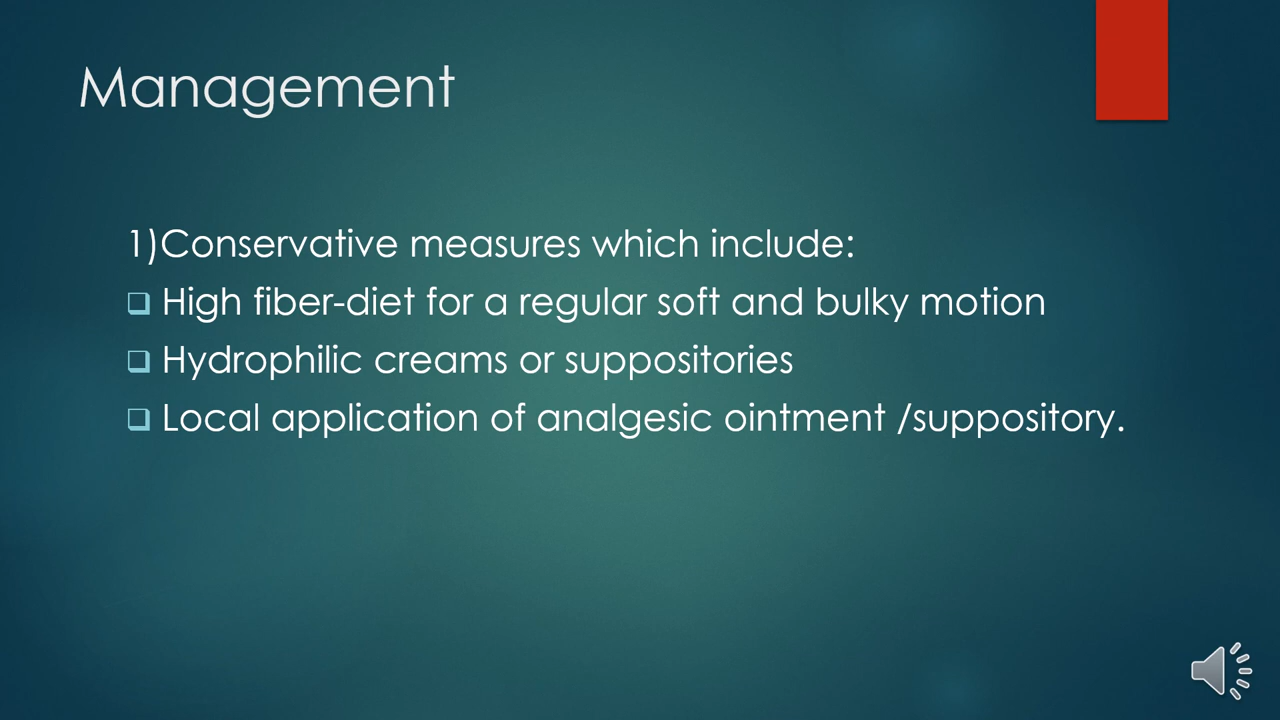 Management
1)Conservative measures which include:
High fiber-diet for a regular soft and bulky motion
Hydrophilic creams or suppositories
Local application of analgesic ointment /suppository.